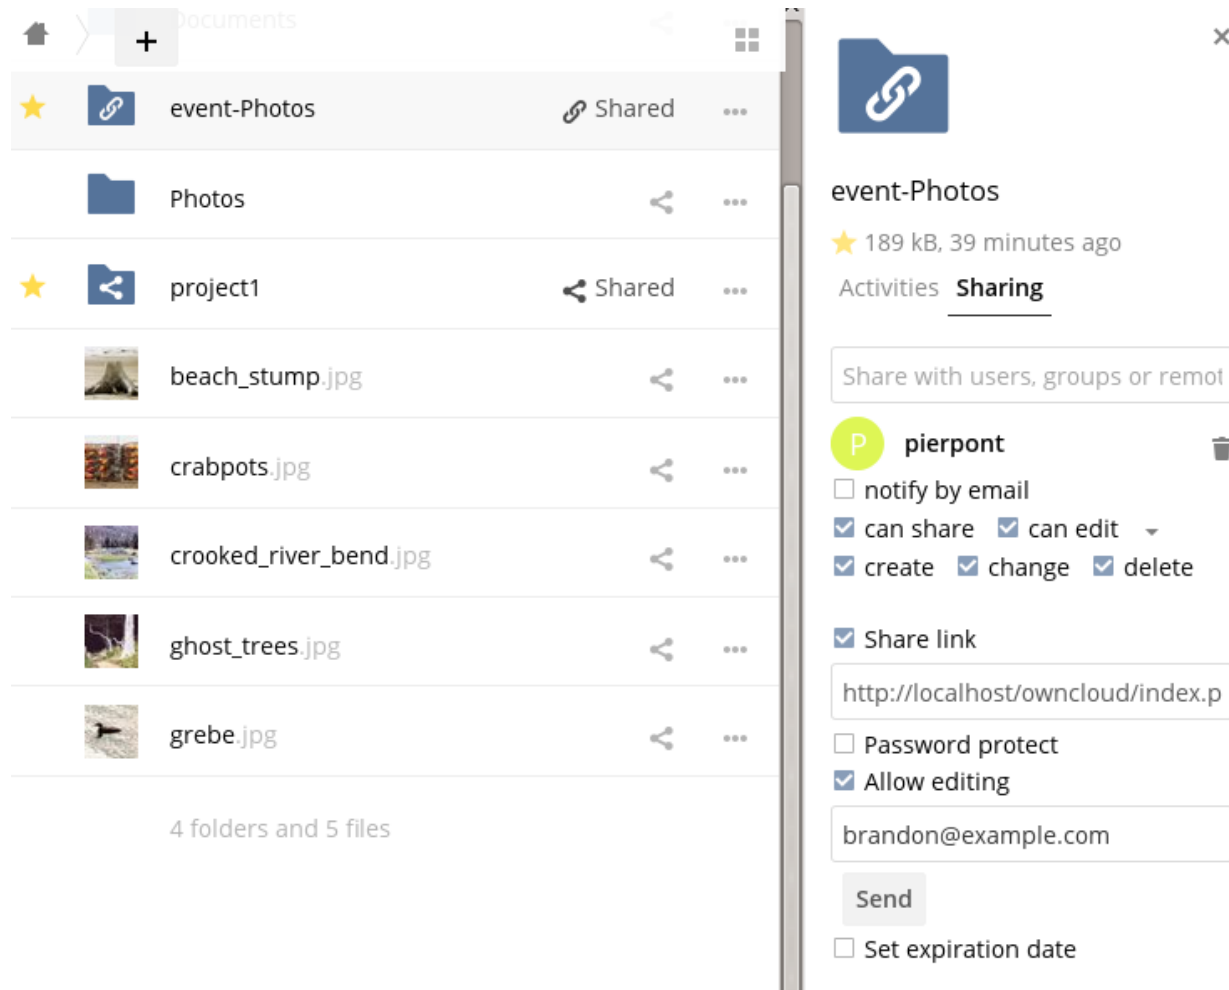 Documents
+
event-Photos Shared
Photos
project1 Shared
beach_stump.jpg
crabpots.jpg
crooked_river_bend.jpg
ghost_trees.jpg
grebe.jpg
4 folders and 5 files
event-Photos
189 kB, 39 minutes ago
Activities Sharing
Share with users, groups or remot
P pierpont
notify by email
can share can edit
create change delete
Share link
http://localhost/owncloud/index.p
Password protect
Allow editing
brandon@example.com
Send
Set expiration date